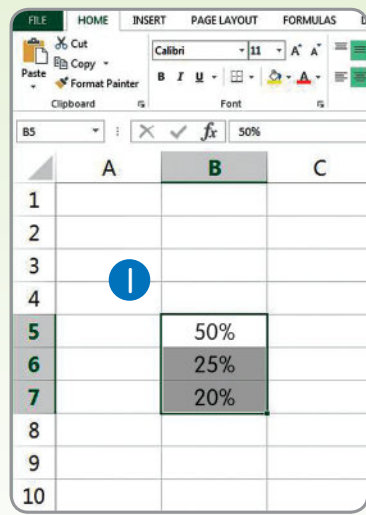 FILE HOME INSERT PAGE LAYOUT FORMULAS
Cut
Copy
Format Painter
Paste
Clipboard
Calibri 11 A A
B I U A
Font
B5 fx 50%
A B C
1
2
3
4
5 50%
6 25%
7 20%
8
9
10